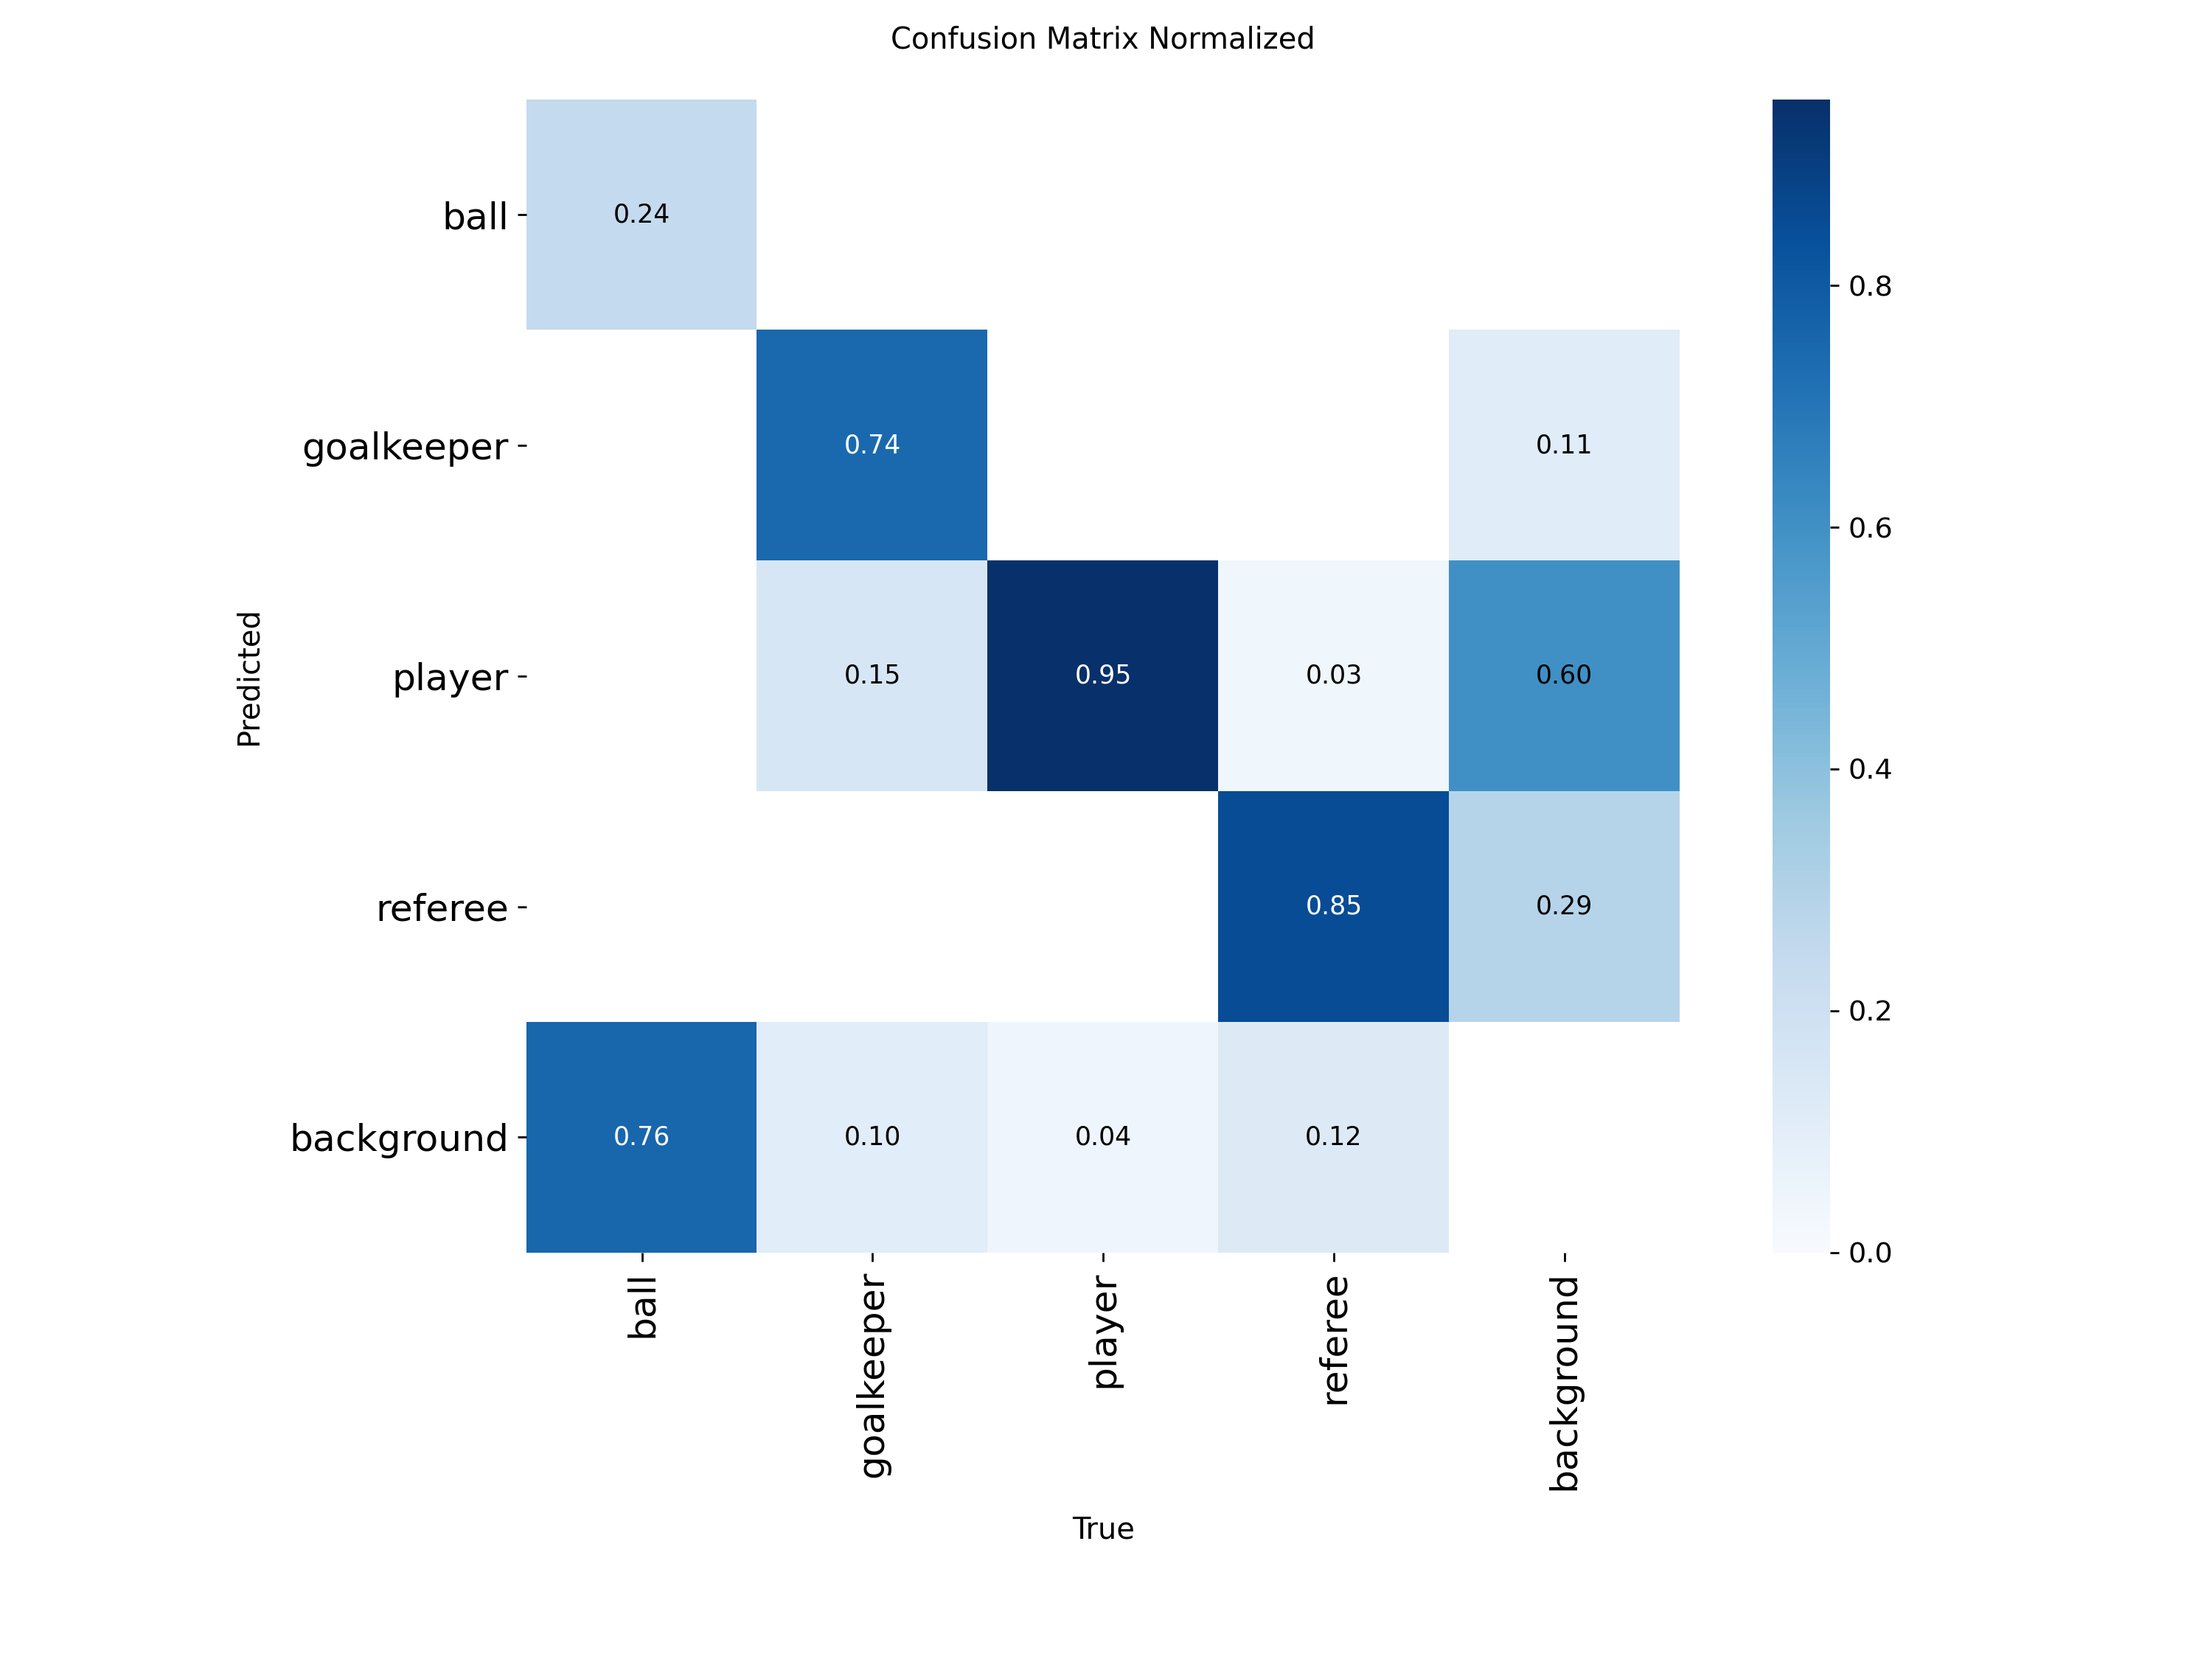 Confusion Matrix Normalized
Predicted
ball
0.24
goalkeeper
0.74
0.11
player
0.15
0.95
0.03
0.60
referee
0.85
0.29
background
0.76
0.10
0.04
0.12
ball
goalkeeper
player
referee
background
True
0.8
0.6
0.4
0.2
0.0